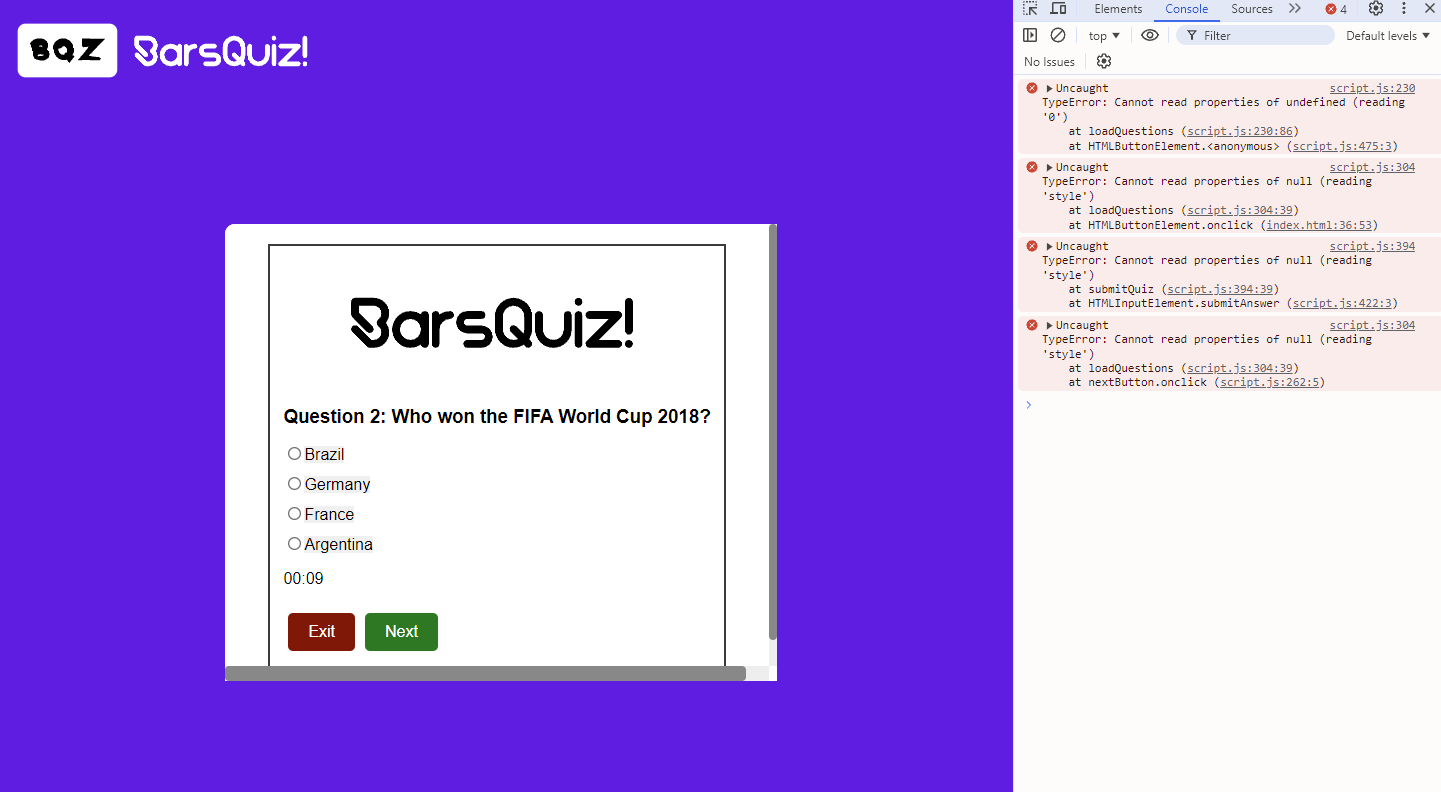 BQZ BarsQuiz!
BarsQuiz!
Question 2: Who won the FIFA World Cup 2018?
Brazil
Germany
France
Argentina
00:09
Exit Next
Elements Console Sources 4
top Filter Default levels
No Issues
Uncaught script.js:230
TypeError: Cannot read properties of undefined (reading
'0')
at loadQuestions (script.js:230:86)
at HTMLButtonElement.<anonymous> (script.js:475:3)
Uncaught script.js:304
TypeError: Cannot read properties of null (reading
'style')
at loadQuestions (script.js:304:39)
at HTMLButtonElement.onclick (index.html:36:53)
Uncaught script.js:394
TypeError: Cannot read properties of null (reading
'style')
at submitQuiz (script.js:394:39)
at HTMLInputElement.submitAnswer (script.js:422:3)
Uncaught script.js:304
TypeError: Cannot read properties of null (reading
'style')
at loadQuestions (script.js:304:39)
at nextButton.onclick (script.js:262:5)